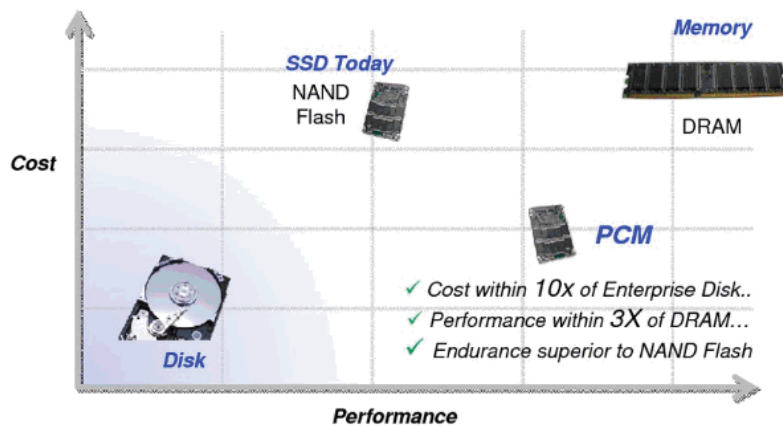 Memory
SSD Today
NAND
Flash
DRAM
Cost
PCM
✓ Cost within 10x of Enterprise Disk..
✓ Performance within 3X of DRAM...
✓ Endurance superior to NAND Flash
Disk
Performance